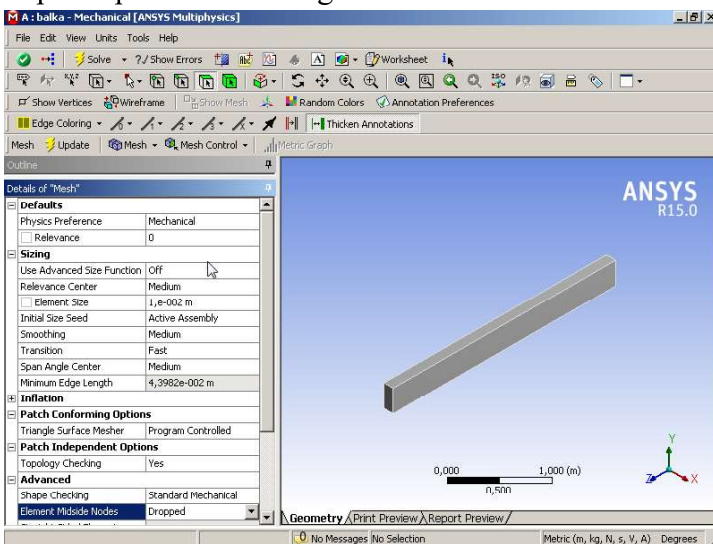 A : balka - Mechanical [ANSYS Multiphysics]
File Edit View Units Tools Help
Solve ?/ Show Errors A Worksheet
Show Vertices Wireframe Show Mesh Random Colors Annotation Preferences
Edge Coloring Thicken Annotations
Mesh Update Mesh Mesh Control Metric Graph
Outline
Details of "Mesh"
Defaults
Physics Preference Mechanical
Relevance 0
Sizing
Use Advanced Size Function Off
Relevance Center Medium
Element Size 1,e-002 m
Initial Size Seed Active Assembly
Smoothing Medium
Transition Fast
Span Angle Center Medium
Minimum Edge Length 4,3982e-002 m
Inflation
Patch Conforming Options
Triangle Surface Mesher Program Controlled
Patch Independent Options
Topology Checking Yes
Advanced
Shape Checking Standard Mechanical
Element Midside Nodes Dropped
ANSYS
R15.0
0,000 1,000 (m)
0,500
Y
Z X
Geometry Print Preview Report Preview
0 No Messages No Selection Metric (m, kg, N, s, V, A) Degrees